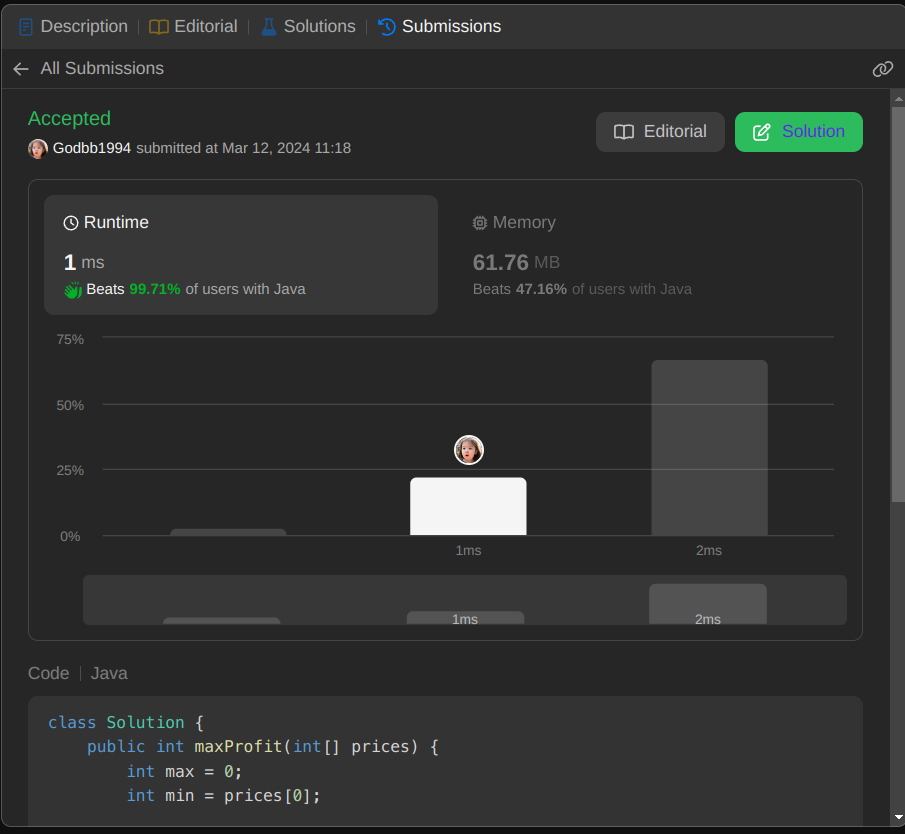 Description | Editorial | Solutions | Submissions
All Submissions
Accepted
Godbb1994 submitted at Mar 12, 2024 11:18
Editorial
Solution
Runtime
1 ms
Beats 99.71% of users with Java
Memory
61.76 MB
Beats 47.16% of users with Java
75%
50%
25%
0%
1ms
2ms
1ms
2ms
Code | Java
class Solution {
    public int maxProfit(int[] prices) {
        int max = 0;
        int min = prices[0];